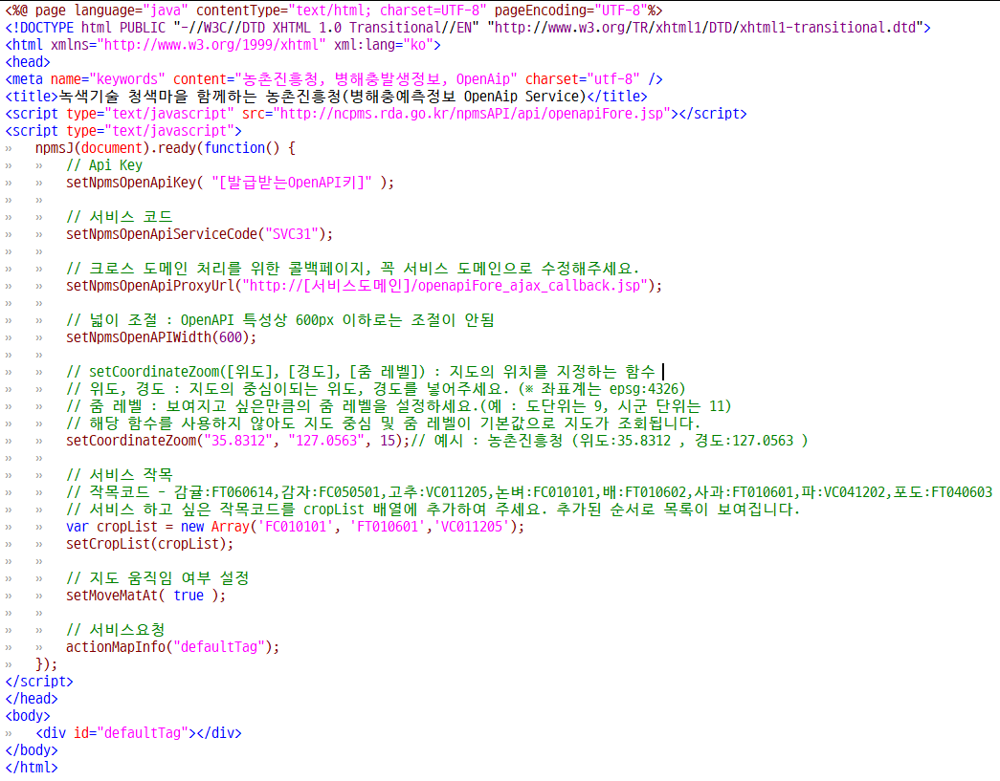 <%@ page language="java" contentType="text/html; charset=UTF-8" pageEncoding="UTF-8"%>
<!DOCTYPE html PUBLIC "-//W3C//DTD XHTML 1.0 Transitional//EN" "http://www.w3.org/TR/xhtml1/DTD/xhtml1-transitional.dtd">
<html xmlns="http://www.w3.org/1999/xhtml" xml:lang="ko">
<head>
<meta name="keywords" content="농촌진흥청, 병해충발생정보, OpenAip" charset="utf-8" />
<title>녹색기술 청색마을 함께하는 농촌진흥청(병해충예측정보 OpenAip Service)</title>
<script type="text/javascript" src="http://ncpms.rda.go.kr/npmsAPI/api/openapiFore.jsp"></script>
<script type="text/javascript">
» npmsJ(document).ready(function() {
» » // Api Key
» » setNpmsOpenApiKey( "[발급받는OpenAPI키]" );
» »
» » // 서비스 코드
» » setNpmsOpenApiServiceCode("SVC31");
» »
» » // 크로스 도메인 처리를 위한 콜백페이지, 꼭 서비스 도메인으로 수정해주세요.
» » setNpmsOpenApiProxyUrl("http://[서비스도메인]/openapiFore_ajax_callback.jsp");
» »
» » // 넓이 조절 : OpenAPI 특성상 600px 이하로는 조절이 안됨
» » setNpmsOpenAPIWidth(600);
» »
» » // setCoordinateZoom([위도], [경도], [줌 레벨]) : 지도의 위치를 지정하는 함수
» » // 위도, 경도 : 지도의 중심이되는 위도, 경도를 넣어주세요. (※ 좌표계는 epsg:4326)
» » // 줌 레벨 : 보여지고 싶은만큼의 줌 레벨을 설정하세요.(예 : 도단위는 9, 시군 단위는 11)
» » // 해당 함수를 사용하지 않아도 지도 중심 및 줌 레벨이 기본값으로 지도가 조회됩니다.
» » setCoordinateZoom("35.8312", "127.0563", 15);// 예시 : 농촌진흥청 (위도:35.8312 , 경도:127.0563 )
» »
» » // 서비스 작목
» » // 작목코드 - 감귤:FT060614,감자:FC050501,고추:VC011205,논벼:FC010101,배:FT010602,사과:FT010601,파:VC041202,포도:FT040603
» » // 서비스 하고 싶은 작목코드를 cropList 배열에 추가하여 주세요. 추가된 순서로 목록이 보여집니다.
» » var cropList = new Array('FC010101', 'FT010601','VC011205');
» » setCropList(cropList);
» »
» » // 지도 움직임 여부 설정
» » setMoveMatAt( true );
» »
» » // 서비스요청
» » actionMapInfo("defaultTag");
» });
</script>
</head>
<body>
» <div id="defaultTag"></div>
</body>
</html>